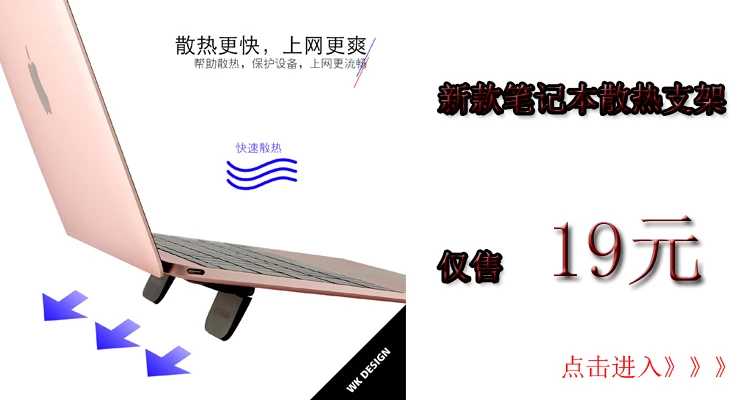 散热更快，上网更爽
帮助散热，保护设备，上网更流畅
快速散热
WK DESIGN
新款笔记本散热支架
仅售 19元
点击进入》》》